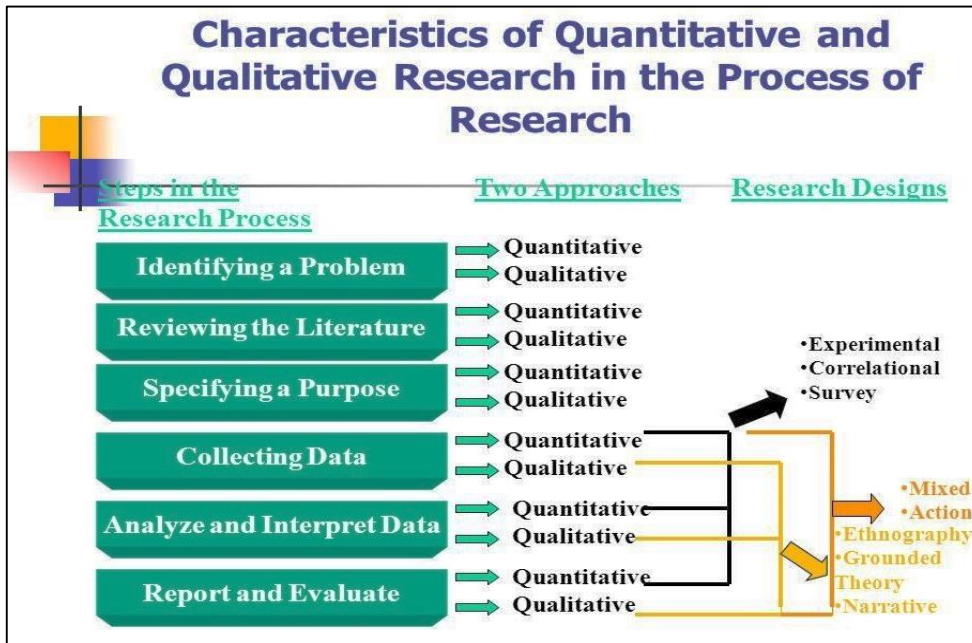 Characteristics of Quantitative and
Qualitative Research in the Process of
Research
Steps in the
Research Process
Two Approaches
Research Designs
Identifying a Problem
Quantitative
Qualitative
Reviewing the Literature
Quantitative
Qualitative
Specifying a Purpose
Quantitative
Qualitative
Collecting Data
Quantitative
Qualitative
Analyze and Interpret Data
Quantitative
Qualitative
Report and Evaluate
Quantitative
Qualitative
•Experimental
•Correlational
•Survey
•Mixed
•Action
•Ethnography
•Grounded
Theory
•Narrative